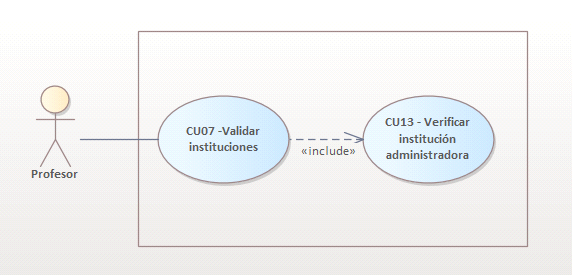 CU07 -Validar
instituciones
CU13 - Verificar
institución
administradora
«include»
Profesor